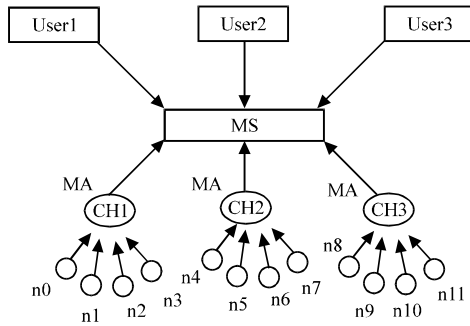 User1 User2 User3
MS
MA MA MA
CH1 CH2 CH3
n0 n1 n2 n3 n4 n5 n6 n7 n8 n9 n10 n11